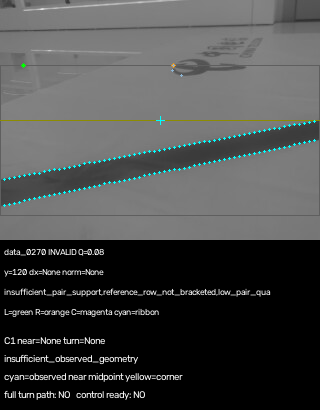 data_0270 INVALID Q=0.08
y=120 dx=None norm=None
insufficient_pair_support,reference_row_not_bracketed,low_pair_qua
L=green R=orange C=magenta cyan=ribbon
C1 near=None turn=None
insufficient_observed_geometry
cyan=observed near midpoint yellow=corner
full turn path: NO control ready: NO